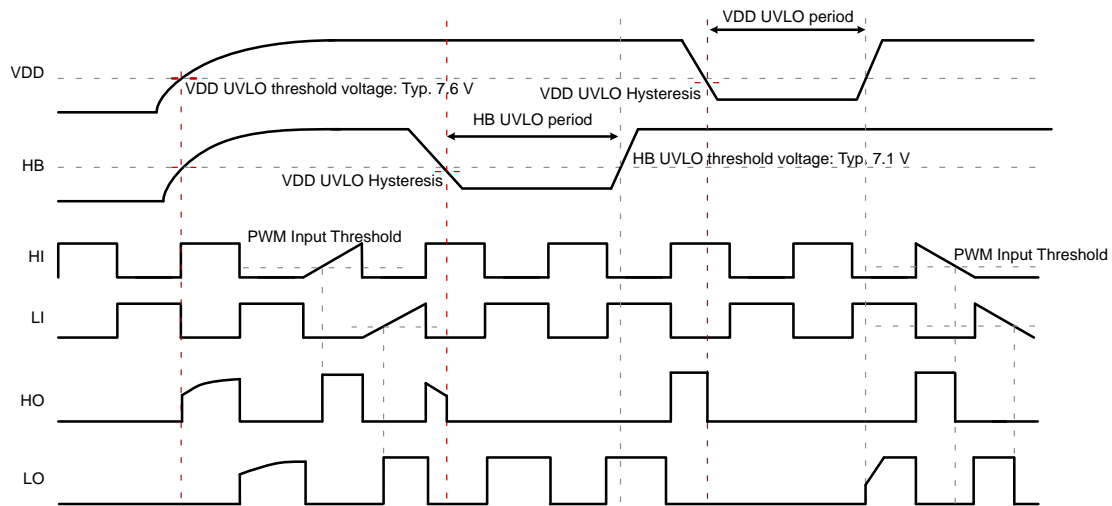 VDD UVLO period
VDD
VDD UVLO threshold voltage: Typ. 7.6 V
VDD UVLO Hysteresis
HB UVLO period
HB
HB UVLO threshold voltage: Typ. 7.1 V
VDD UVLO Hysteresis
PWM Input Threshold
HI
PWM Input Threshold
LI
HO
LO